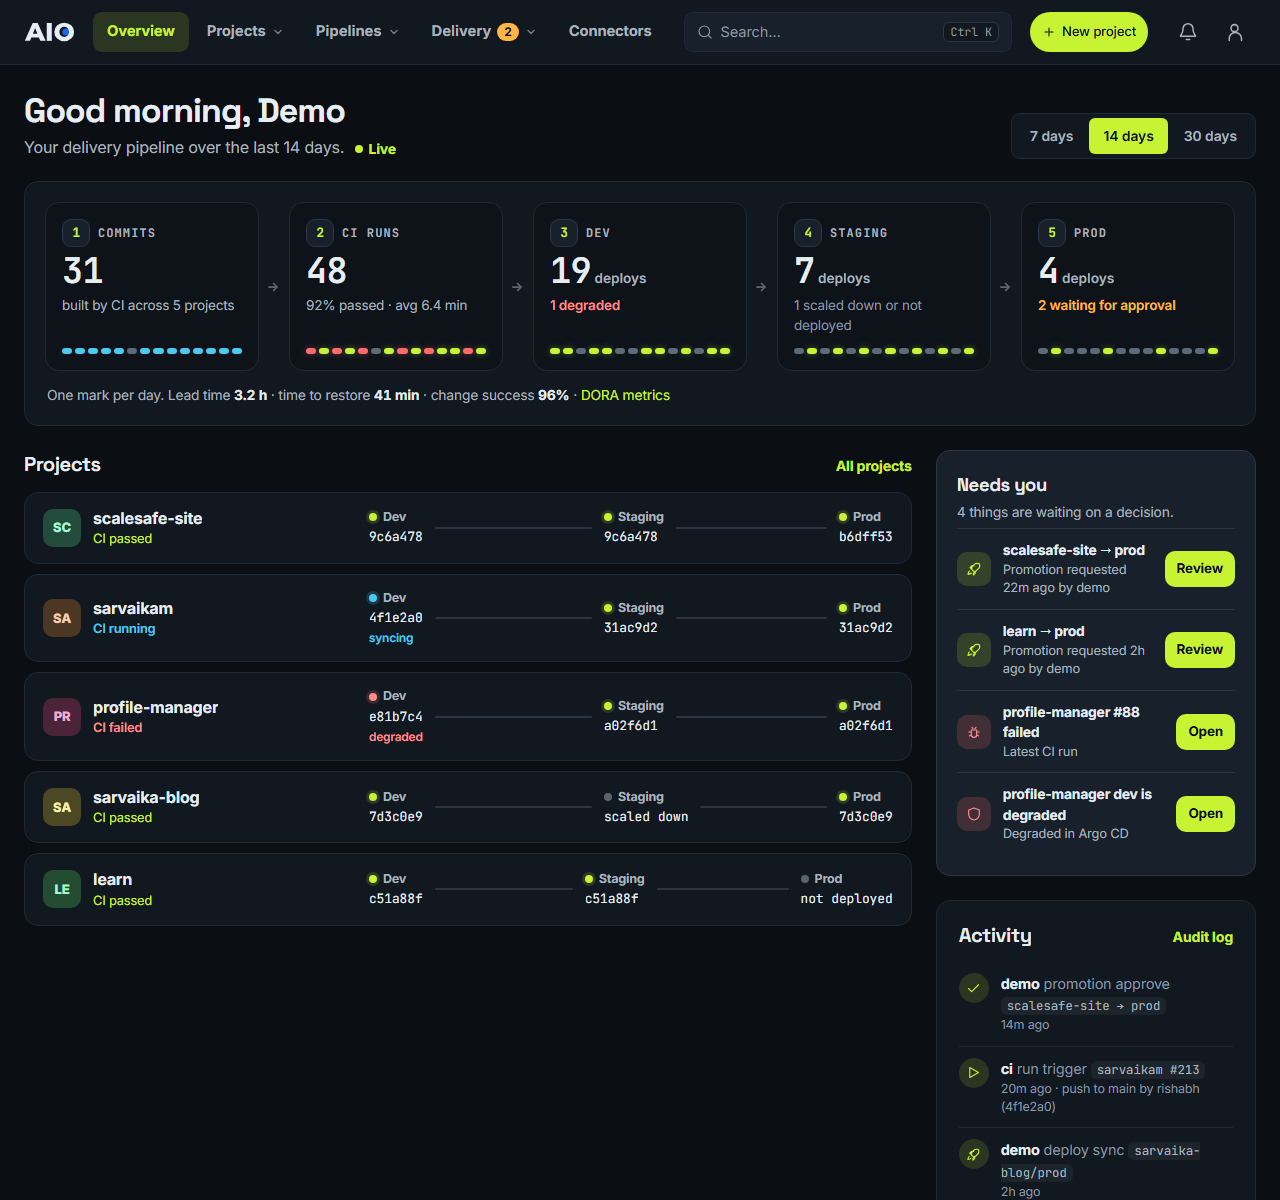 AIO
Overview
Projects
Pipelines
Delivery 2
Connectors
Search...
Ctrl K
+ New project
Good morning, Demo
Your delivery pipeline over the last 14 days. Live
7 days
14 days
30 days
1 COMMITS
31
built by CI across 5 projects
2 CI RUNS
48
92% passed · avg 6.4 min
3 DEV
19 deploys
1 degraded
4 STAGING
7 deploys
1 scaled down or not
deployed
5 PROD
4 deploys
2 waiting for approval
One mark per day. Lead time 3.2 h · time to restore 41 min · change success 96% · DORA metrics
Projects
All projects
SC
scalesafe-site
CI passed
Dev
9c6a478
Staging
9c6a478
Prod
b6dff53
SA
sarvaikam
CI running
Dev
4f1e2a0
syncing
Staging
31ac9d2
Prod
31ac9d2
PR
profile-manager
CI failed
Dev
e81b7c4
degraded
Staging
a02f6d1
Prod
a02f6d1
SA
sarvaika-blog
CI passed
Dev
7d3c0e9
Staging
scaled down
Prod
7d3c0e9
LE
learn
CI passed
Dev
c51a88f
Staging
c51a88f
Prod
not deployed
Needs you
4 things are waiting on a decision.
scalesafe-site → prod
Promotion requested
22m ago by demo
Review
learn → prod
Promotion requested 2h
ago by demo
Review
profile-manager #88
failed
Latest CI run
Open
profile-manager dev is
degraded
Degraded in Argo CD
Open
Activity
Audit log
demo promotion approve
scalesafe-site → prod
14m ago
ci run trigger sarvaikam #213
20m ago · push to main by rishabh
(4f1e2a0)
demo deploy sync sarvaika-
blog/prod
2h ago